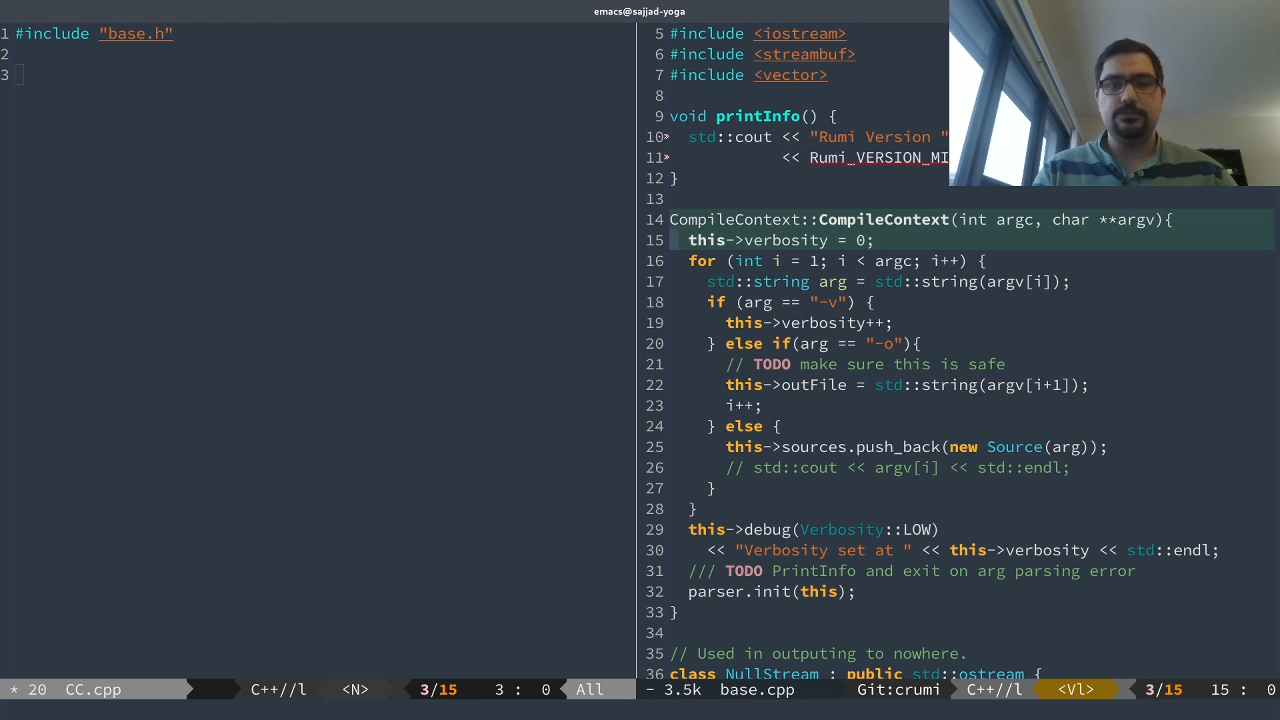 emacs@sajjad-yoga
1 #include "base.h"
2
3
5 #include <iostream>
6 #include <streambuf>
7 #include <vector>
8
9 void printInfo() {
10» std::cout << "Rumi Version "
11» << Rumi_VERSION_MI
12 }
13
14 CompileContext::CompileContext(int argc, char **argv){
15 this->verbosity = 0;
16 for (int i = 1; i < argc; i++) {
17 std::string arg = std::string(argv[i]);
18 if (arg == "-v") {
19 this->verbosity++;
20 } else if(arg == "-o"){
21 // TODO make sure this is safe
22 this->outFile = std::string(argv[i+1]);
23 i++;
24 } else {
25 this->sources.push_back(new Source(arg));
26 // std::cout << argv[i] << std::endl;
27 }
28 }
29 this->debug(Verbosity::LOW)
30 << "Verbosity set at " << this->verbosity << std::endl;
31 /// TODO PrintInfo and exit on arg parsing error
32 parser.init(this);
33 }
34
35 // Used in outputing to nowhere.
36 class NullStream : public std::ostream {
* 20 CC.cpp C++//l <N> 3/15 3 : 0 All
- 3.5k base.cpp Git:crumi C++//l <Vl> 3/15 15 : 0